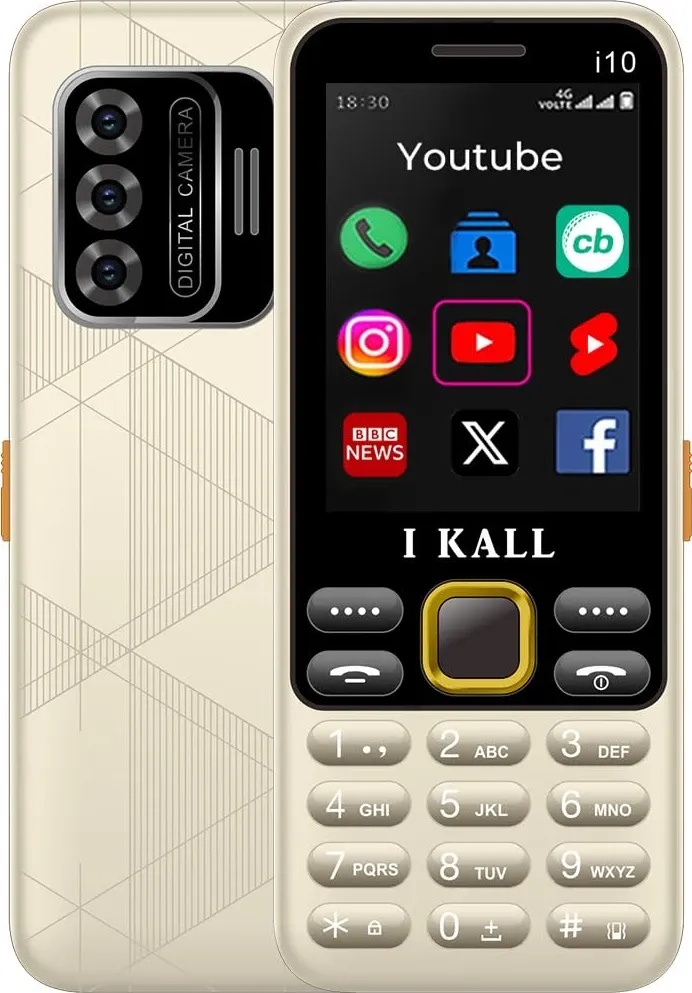 DIGITAL CAMERA
i10
18:30
4G
VOLTE
Youtube
cb
BBC
NEWS
X
f
I KALL
1 .,
2 ABC
3 DEF
4 GHI
5 JKL
6 MNO
7 PQRS
8 TUV
9 WXYZ
*
0
#